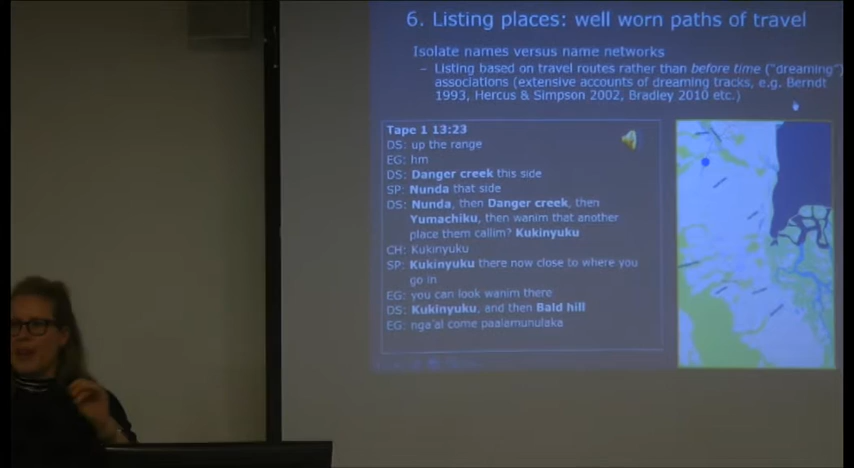 6. Listing places: well worn paths of travel
Isolate names versus name networks
– Listing based on travel routes rather than before time ("dreaming")
associations (extensive accounts of dreaming tracks, e.g. Berndt
1993, Hercus & Simpson 2002, Bradley 2010 etc.)
Tape 1 13:23
DS: up the range
EG: hm
DS: Danger creek this side
SP: Nunda that side
DS: Nunda, then Danger creek, then
Yumachiku, then wanim that another
place them callim? Kukinyuku
CH: Kukinyuku
SP: Kukinyuku there now close to where you
go in
EG: you can look wanim there
DS: Kukinyuku, and then Bald hill
EG: nga'al come paalamunulaka